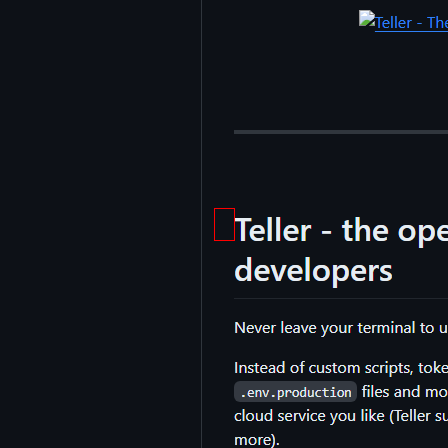 Teller - Th
Teller - the ope
developers
Never leave your terminal to u
Instead of custom scripts, toke
.env.production files and mo
cloud service you like (Teller su
more).